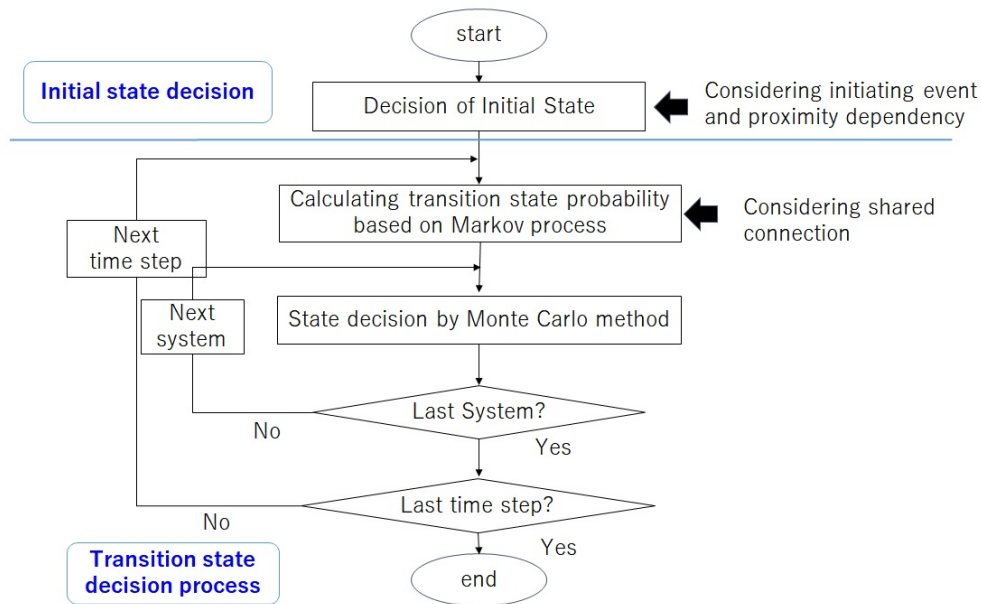 start
Initial state decision
Decision of Initial State
Considering initiating event
and proximity dependency
Calculating transition state probability
based on Markov process
Considering shared
connection
Next
time step
Next
system
State decision by Monte Carlo method
Last System?
No
Yes
Last time step?
No
Yes
Transition state
decision process
end